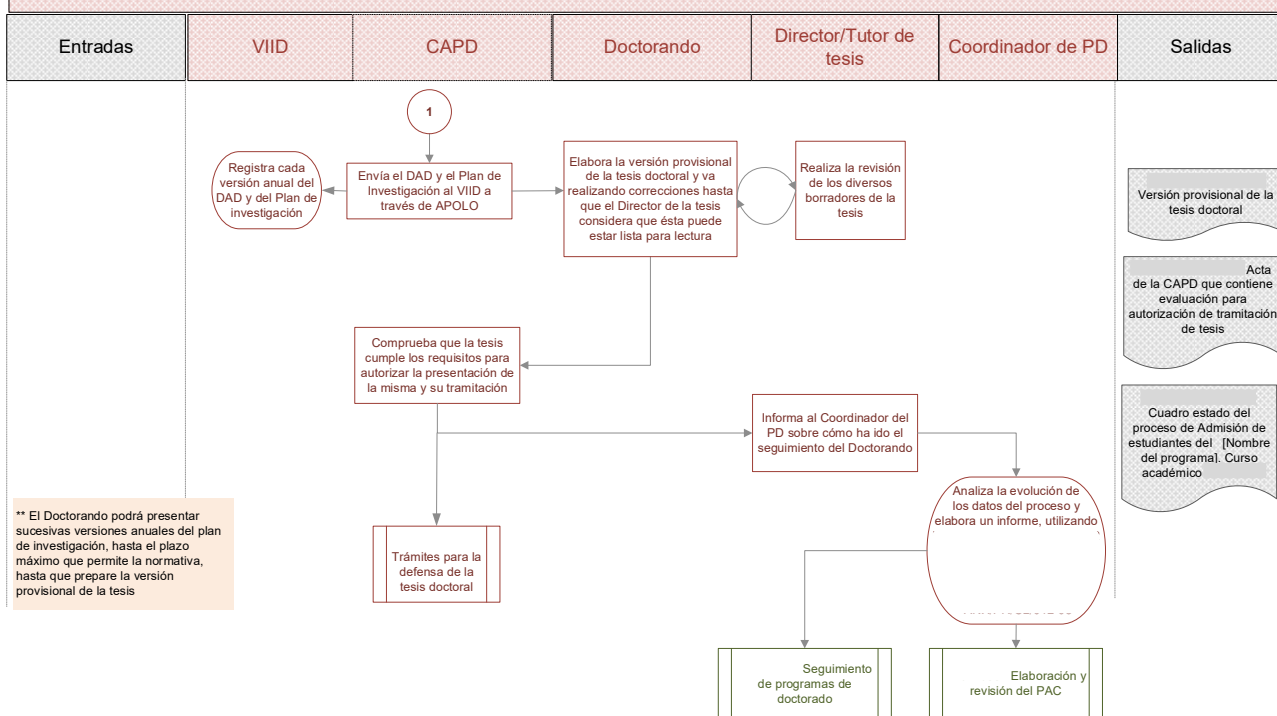 Entradas
VIID
CAPD
Doctorando
Director/Tutor de
tesis
Coordinador de PD
Salidas
1
Registra cada
versión anual del
DAD y del Plan de
investigación
Envía el DAD y el Plan de
Investigación al VIID a
través de APOLO
Elabora la versión provisional
de la tesis doctoral y va
realizando correcciones hasta
que el Director de la tesis
considera que ésta puede
estar lista para lectura
Realiza la revisión
de los diversos
borradores de la
tesis
Versión provisional de la
tesis doctoral
Acta
de la CAPD que contiene
evaluación para
autorización de tramitación
de tesis
Comprueba que la tesis
cumple los requisitos para
autorizar la presentación de
la misma y su tramitación
Informa al Coordinador del
PD sobre cómo ha ido el
seguimiento del Doctorando
Cuadro estado del
proceso de Admisión de
estudiantes del [Nombre
del programa]. Curso
académico
Analiza la evolución de
los datos del proceso y
elabora un informe, utilizando
** El Doctorando podrá presentar
sucesivas versiones anuales del plan
de investigación, hasta el plazo
máximo que permite la normativa,
hasta que prepare la versión
provisional de la tesis
Trámites para la
defensa de la
tesis doctoral
Seguimiento
de programas de
doctorado
Elaboración y
revisión del PAC